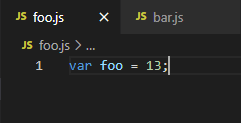 JS foo.js × JS bar.js
JS foo.js > ...
1 var foo = 13;